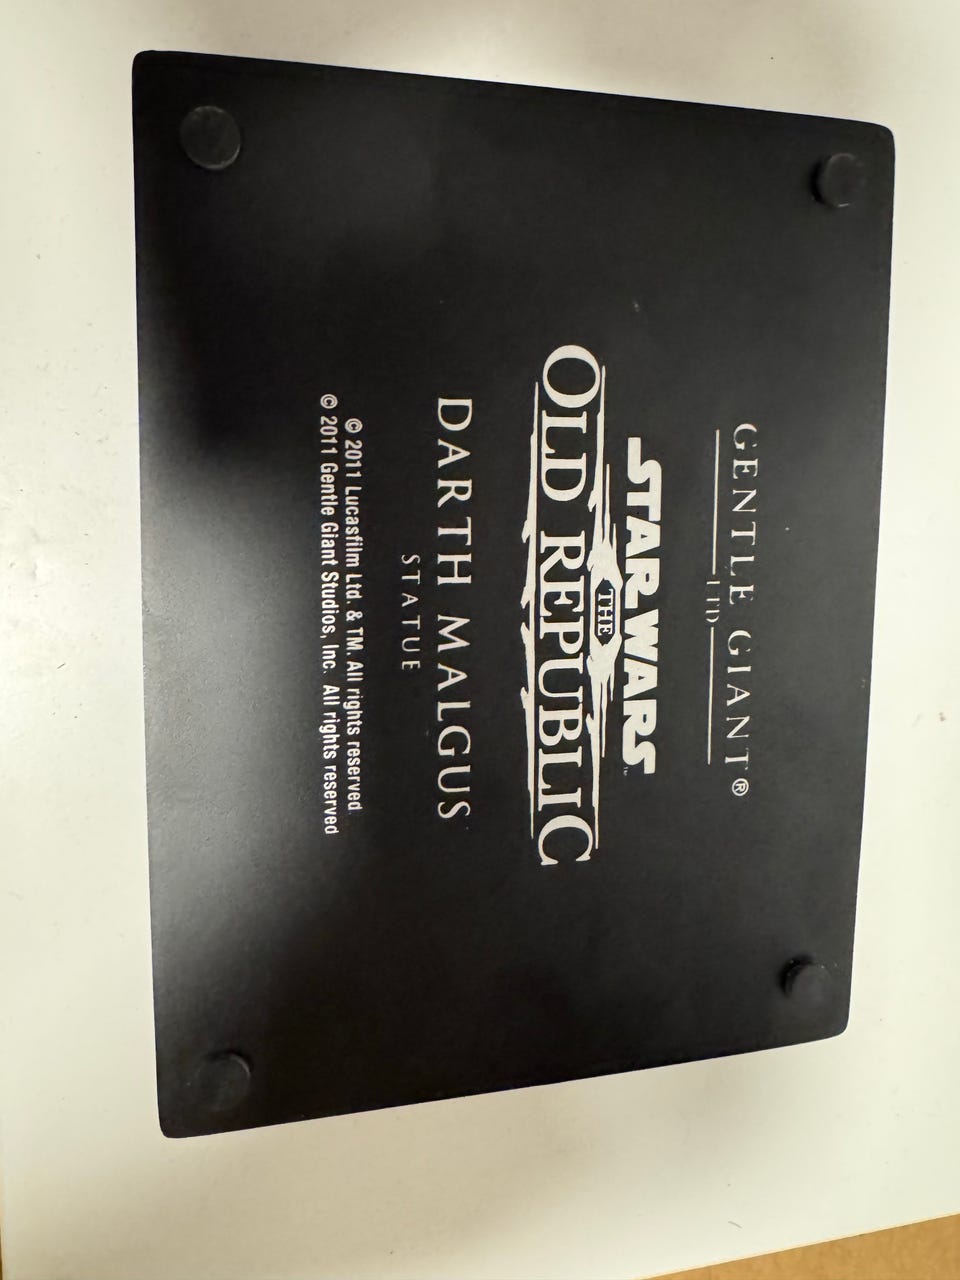 GENTLE GIANT®
LTD
STAR WARS™
THE
OLD REPUBLIC
DARTH MALGUS
STATUE
© 2011 Lucasfilm Ltd. & TM. All rights reserved.
© 2011 Gentle Giant Studios, Inc. All rights reserved